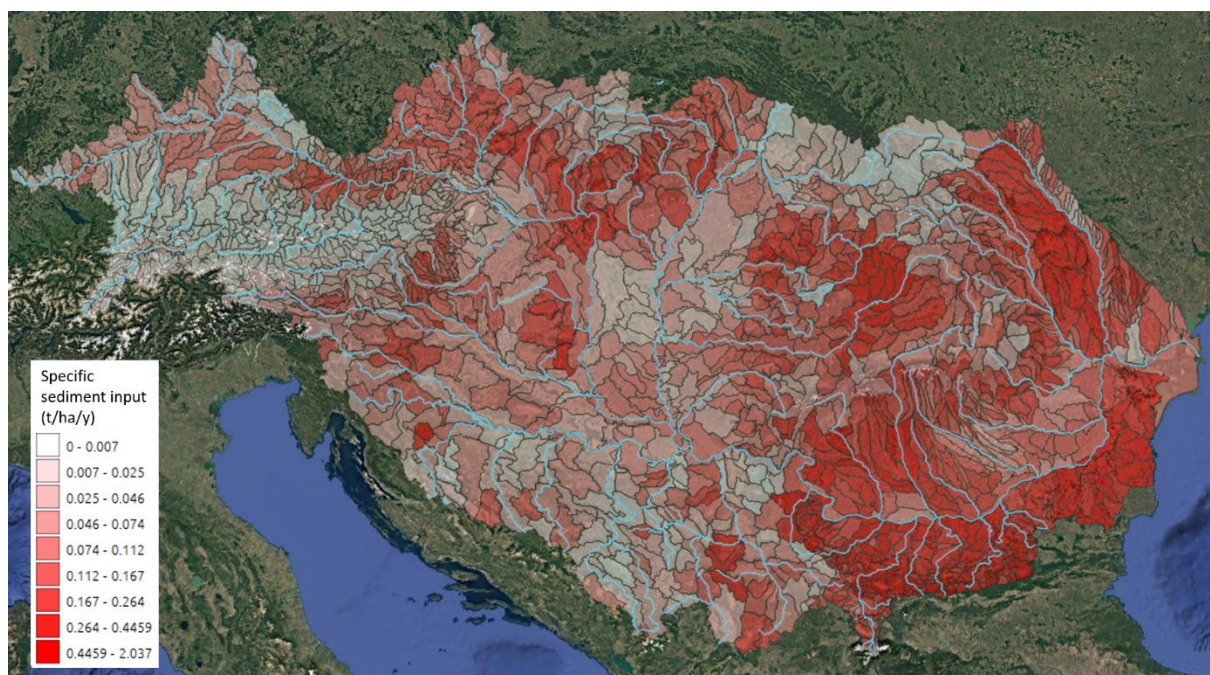 Specific
sediment input
(t/ha/y)
0 - 0.007
0.007 - 0.025
0.025 - 0.046
0.046 - 0.074
0.074 - 0.112
0.112 - 0.167
0.167 - 0.264
0.264 - 0.4459
0.4459 - 2.037